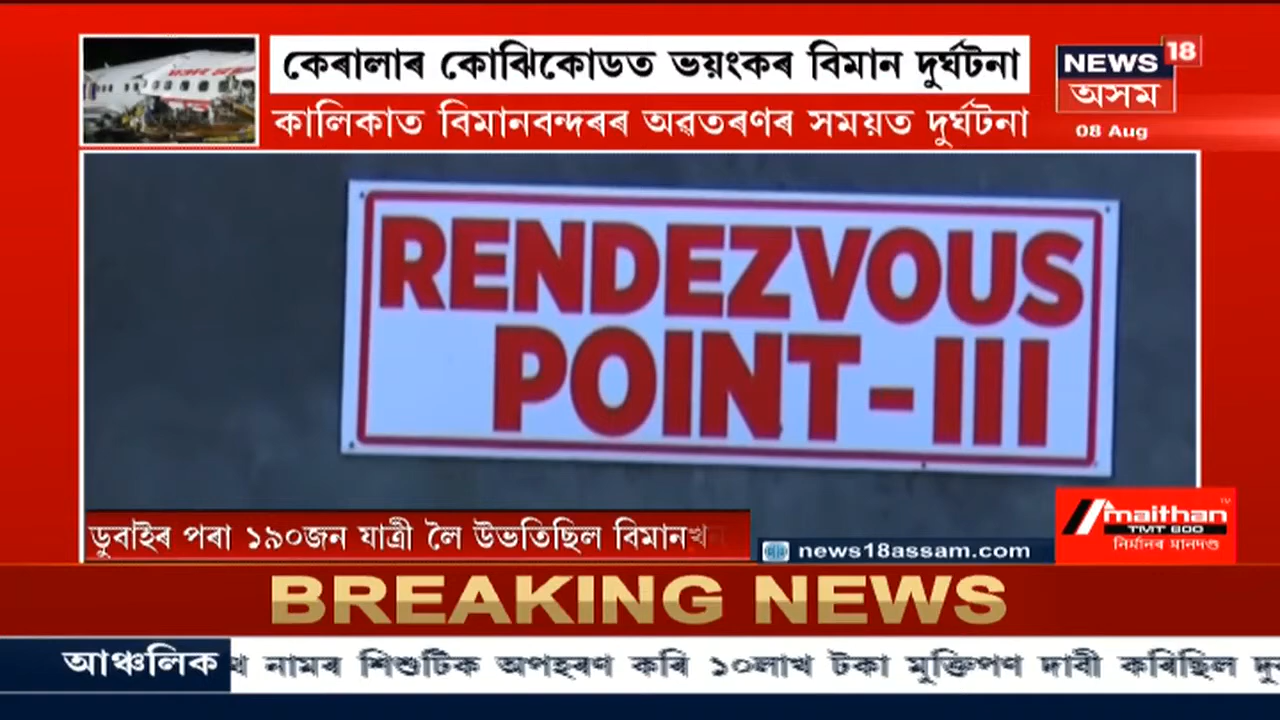 কেৰালাৰ কোঝিকোডত ভয়ংকৰ বিমান দুৰ্ঘটনা
কালিকাত বিমানবন্দৰৰ অৱতৰণৰ সময়ত দুৰ্ঘটনা
NEWS 18
অসম
08 Aug
RENDEZVOUS
POINT-III
ডুবাইৰ পৰা ১৯০জন যাত্ৰী লৈ উভতিছিল বিমানখন
news18assam.com
maithan
TMT 600
নিৰ্মানৰ মানদণ্ড
BREAKING NEWS
আঞ্চলিক
নামৰ শিশুটিক অপহৰণ কৰি ১০লাখ টকা মুক্তিপণ দাবী কৰিছিল